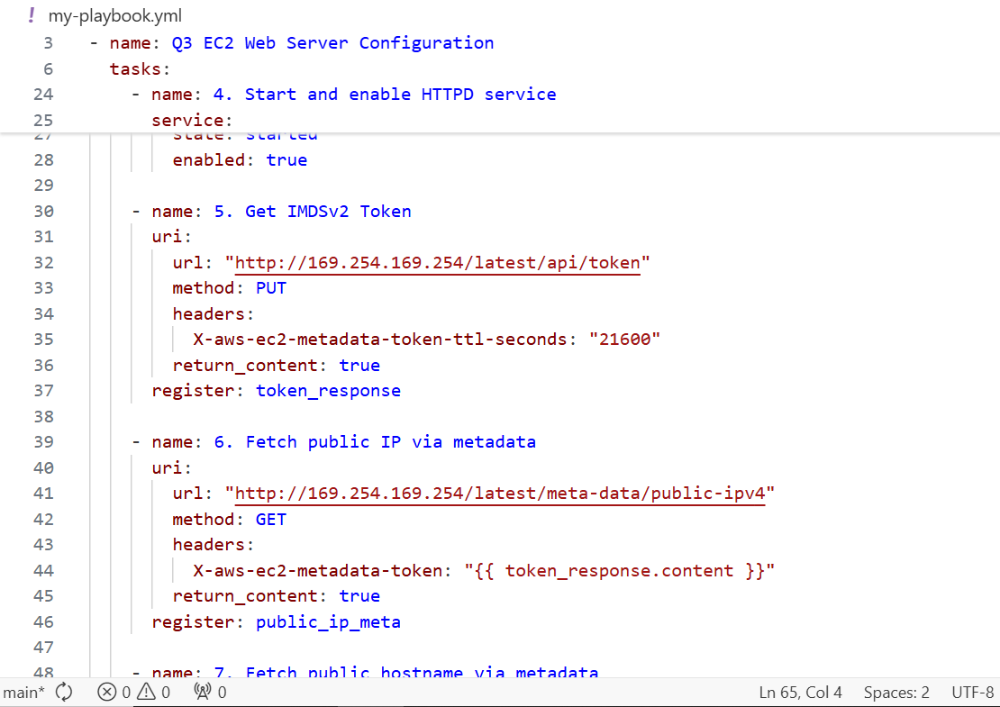 ! my-playbook.yml
3 - name: Q3 EC2 Web Server Configuration
6 tasks:
24 - name: 4. Start and enable HTTPD service
25 service:
27 state: started
28 enabled: true
29
30 - name: 5. Get IMDSv2 Token
31 uri:
32 url: "http://169.254.169.254/latest/api/token"
33 method: PUT
34 headers:
35 X-aws-ec2-metadata-token-ttl-seconds: "21600"
36 return_content: true
37 register: token_response
38
39 - name: 6. Fetch public IP via metadata
40 uri:
41 url: "http://169.254.169.254/latest/meta-data/public-ipv4"
42 method: GET
43 headers:
44 X-aws-ec2-metadata-token: "{{ token_response.content }}"
45 return_content: true
46 register: public_ip_meta
47
48 - name: 7. Fetch public hostname via metadata
main* 0 0 0 Ln 65, Col 4 Spaces: 2 UTF-8